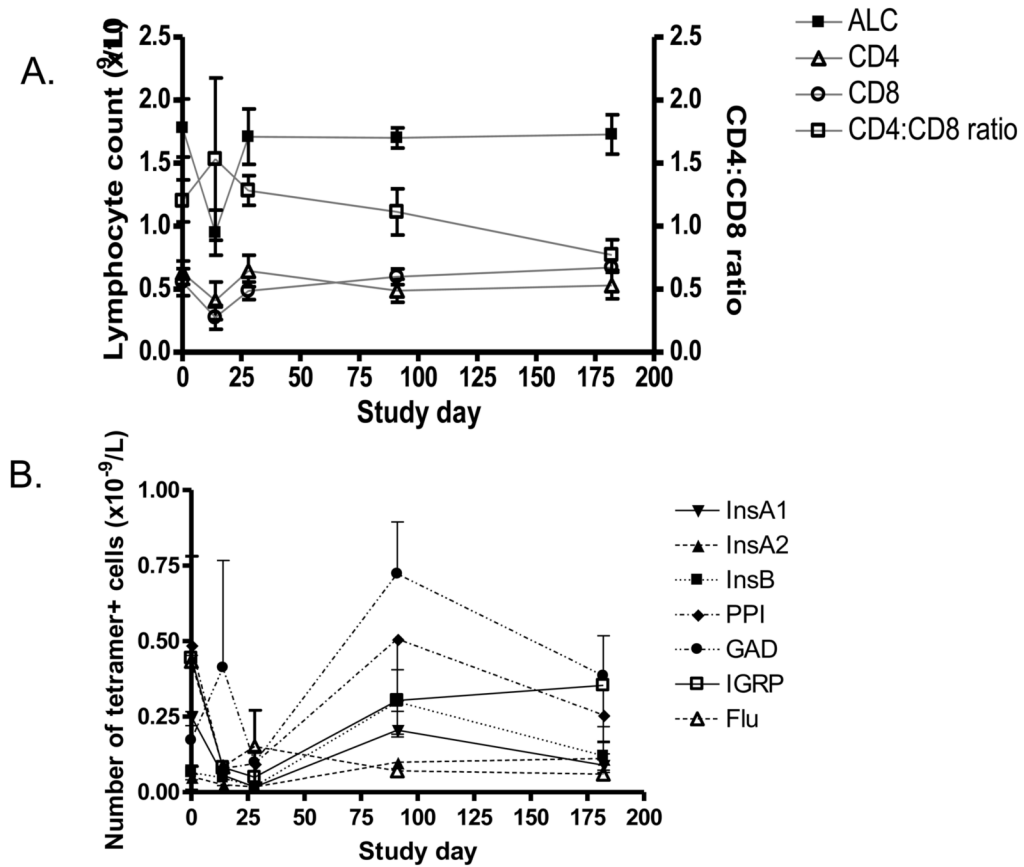 A.
Lymphocyte count (x10⁹/L)
2.5
2.0
1.5
1.0
0.5
0.0
2.5
2.0
1.5
1.0
0.5
0.0
CD4:CD8 ratio
0 25 50 75 100 125 150 175 200
Study day
ALC
CD4
CD8
CD4:CD8 ratio
B.
Number of tetramer+ cells (x10⁻⁹/L)
1.00
0.75
0.50
0.25
0.00
0 25 50 75 100 125 150 175 200
Study day
InsA1
InsA2
InsB
PPI
GAD
IGRP
Flu